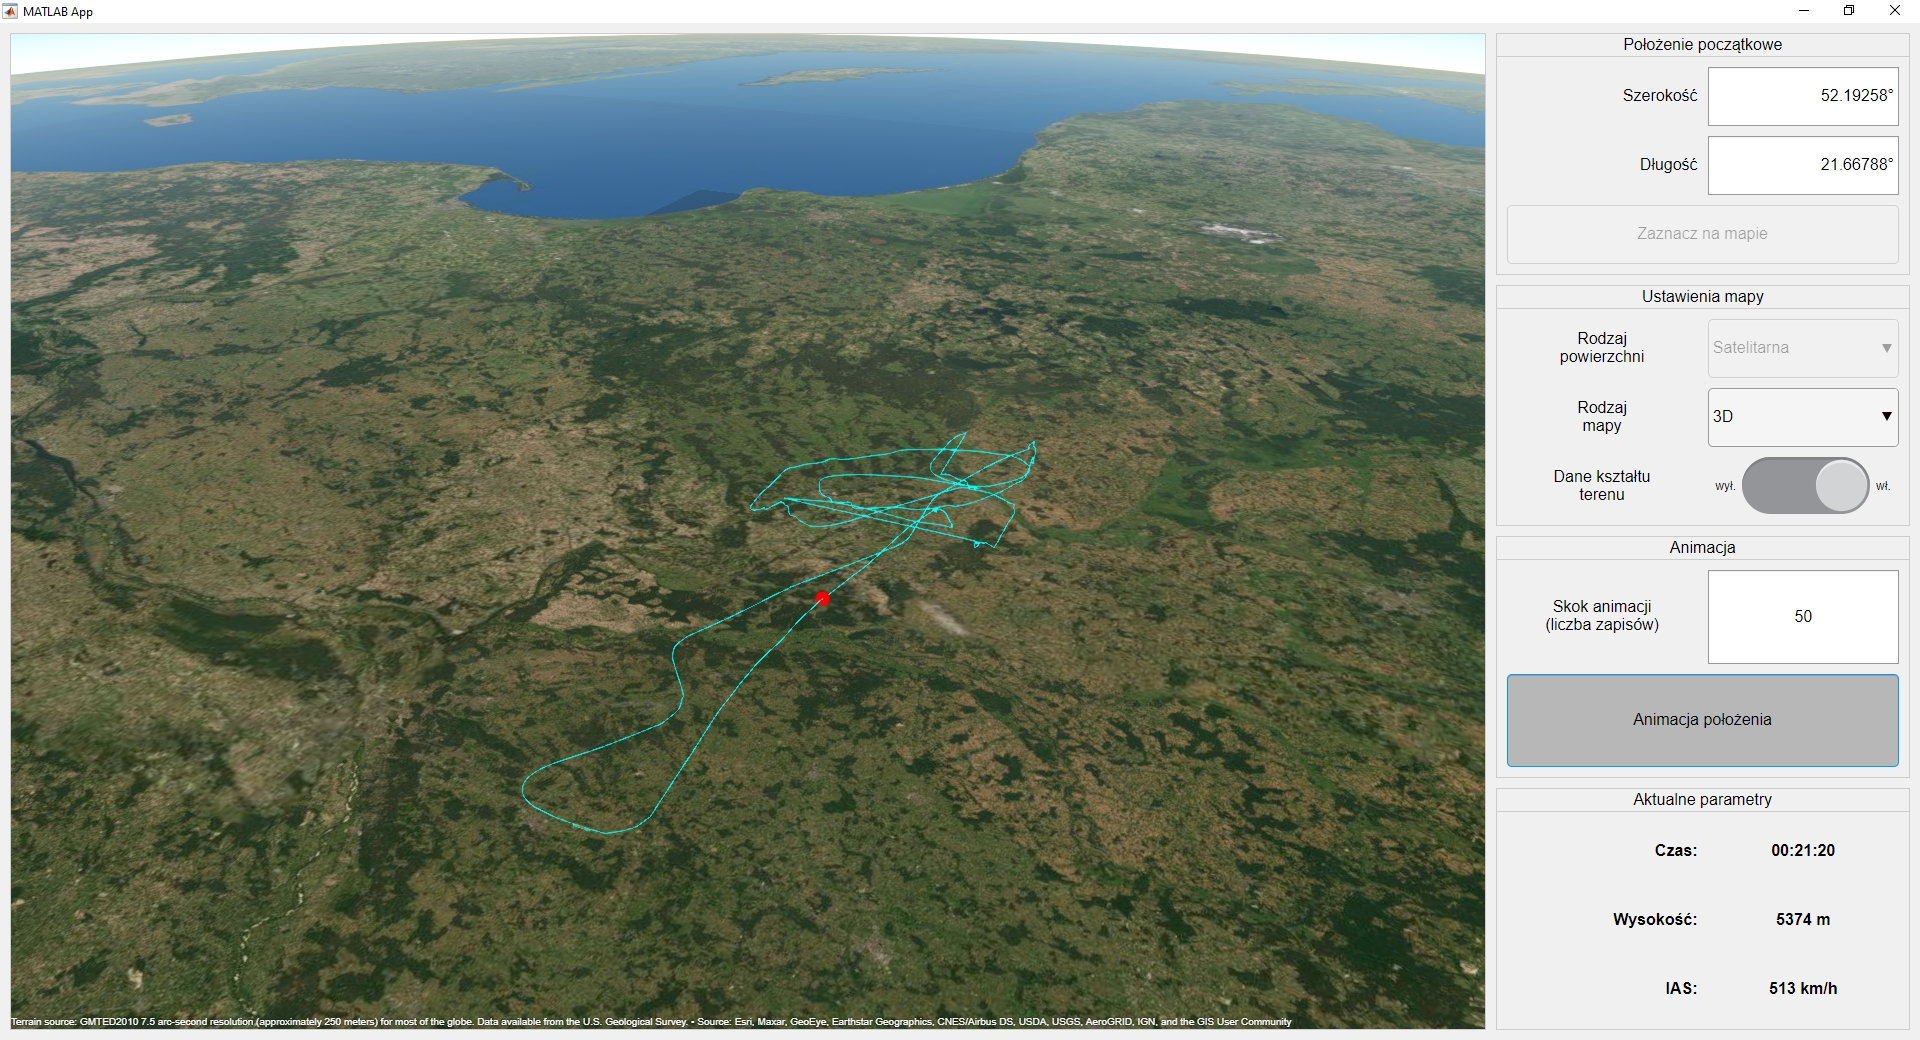 MATLAB App
Położenie początkowe
Szerokość
52.19258°
Długość
21.66788°
Zaznacz na mapie
Ustawienia mapy
Rodzaj
powierzchni
Satelitarna
Rodzaj
mapy
3D
Dane kształtu
terenu
wył.
wł.
Animacja
Skok animacji
(liczba zapisów)
50
Animacja położenia
Aktualne parametry
Czas:
00:21:20
Wysokość:
5374 m
IAS:
513 km/h
Terrain source: GMTED2010 7.5 arc-second resolution (approximately 250 meters) for most of the globe. Data available from the U.S. Geological Survey. • Source: Esri, Maxar, GeoEye, Earthstar Geographics, CNES/Airbus DS, USDA, USGS, AeroGRID, IGN, and the GIS User Community